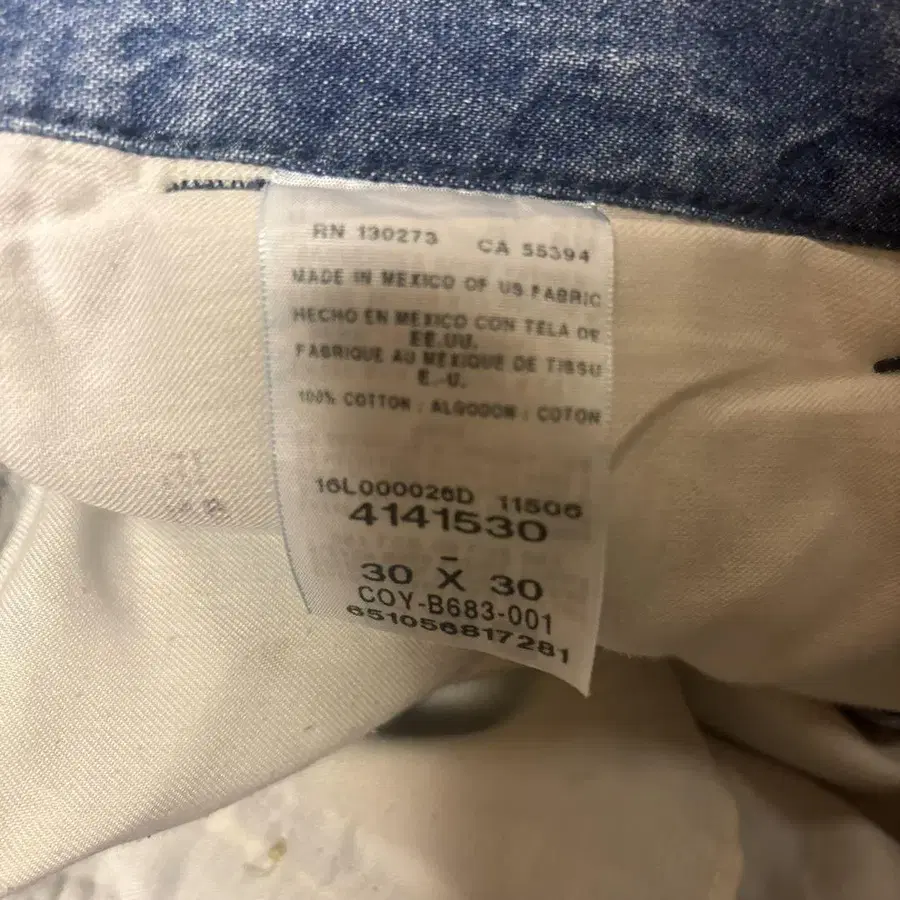 RN 130273 CA 55394
MADE IN MEXICO OF US FABRIC
HECHO EN MEXICO CON TELA DE
EE.UU.
FABRIQUE AU MEXIQUE DE TISSU
E.-U.
100% COTTON : ALGODON : COTON
16L000026D 11506
4141530
-
30 X 30
COY-B683-001
651056817281